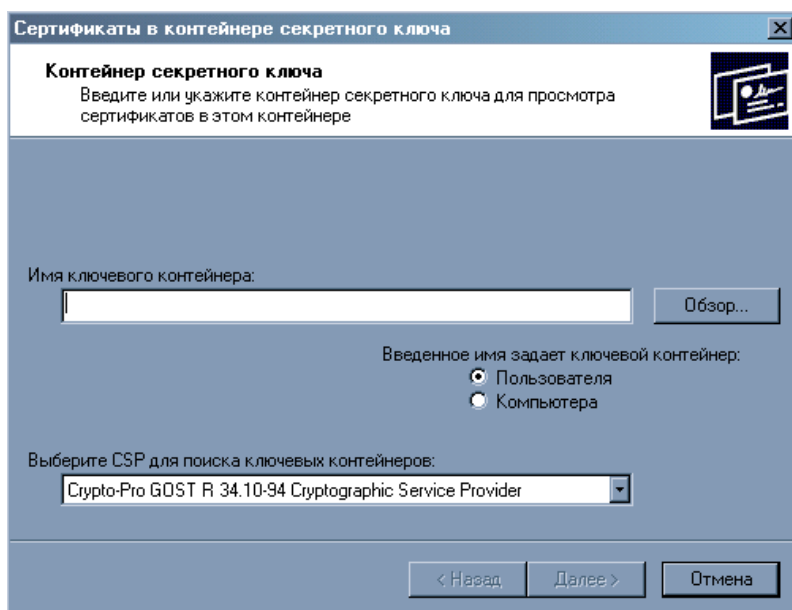 Сертификаты в контейнере секретного ключа
Контейнер секретного ключа
Введите или укажите контейнер секретного ключа для просмотра
сертификатов в этом контейнере
Имя ключевого контейнера:
Обзор...
Введенное имя задает ключевой контейнер:
Пользователя
Компьютера
Выберите CSP для поиска ключевых контейнеров:
Crypto-Pro GOST R 34.10-94 Cryptographic Service Provider
< Назад
Далее >
Отмена